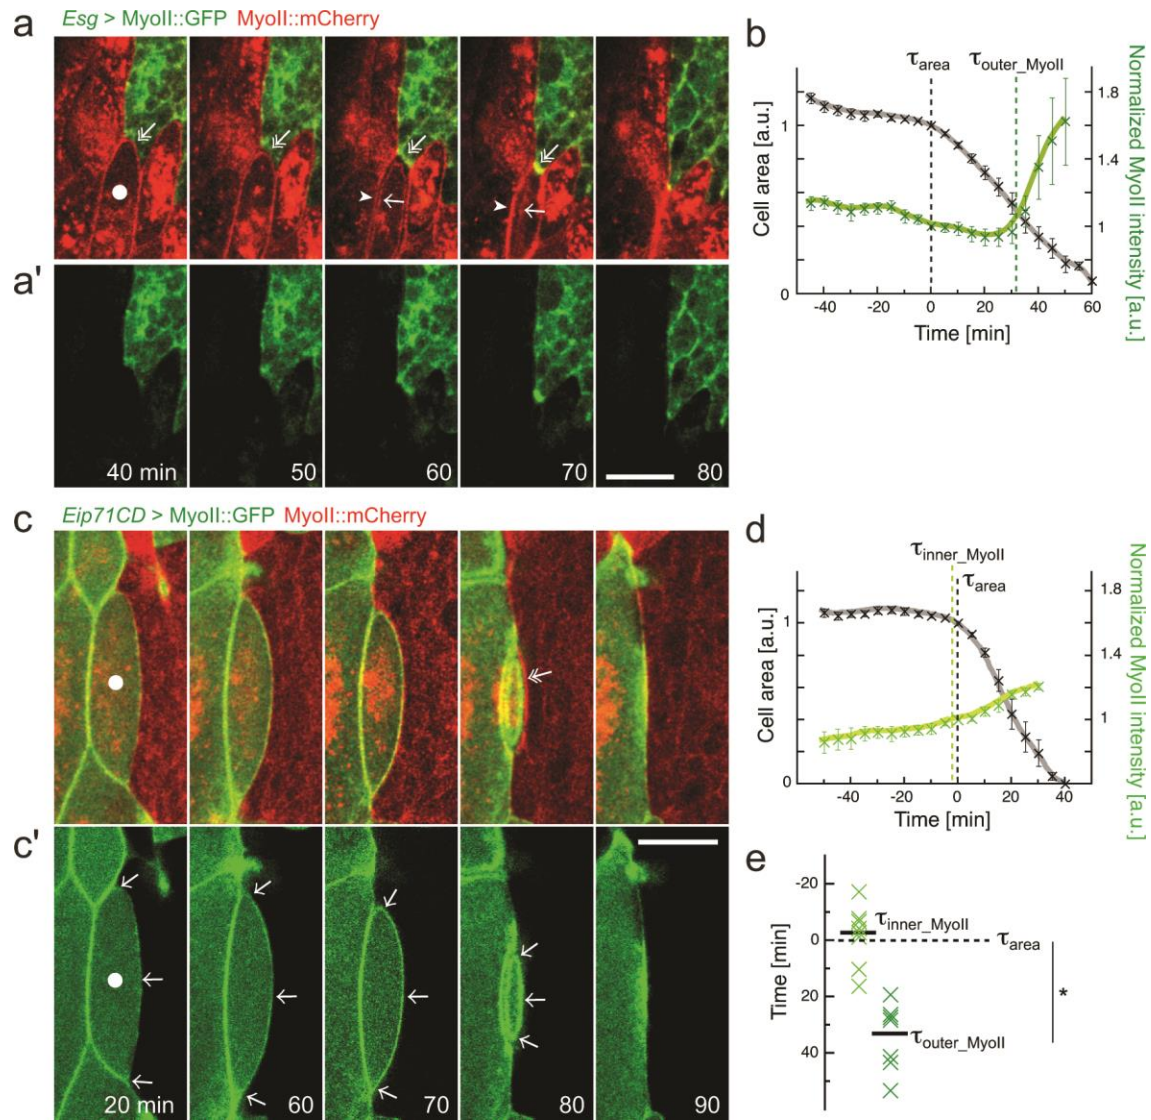 a
Esg > MyoII::GFP MyoII::mCherry
a'
40 min
50
60
70
80
b
τarea
τouter_MyoII
Cell area [a.u.]
1
0
1.8
1.4
1
Normalized MyoII intensity [a.u.]
-40 -20 0 20 40 60
Time [min]
c
Eip71CD > MyoII::GFP MyoII::mCherry
c'
20 min
60
70
80
90
d
τinner_MyoII
τarea
Cell area [a.u.]
1
0
1.8
1.4
1
Normalized MyoII intensity [a.u.]
-40 -20 0 20 40
Time [min]
e
Time [min]
-20
0
20
40
τinner_MyoII
τarea
*
τouter_MyoII